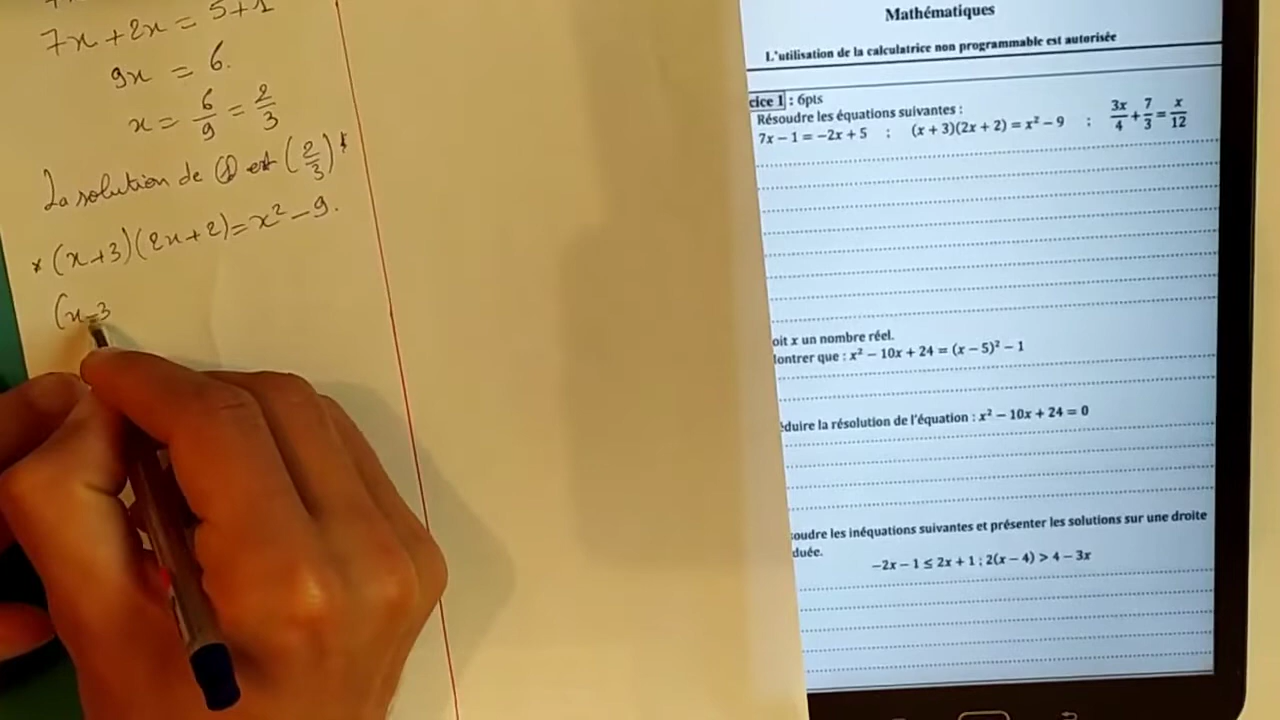 7x + 2x = 5 + 1
9x = 6.
x = 6/9 = 2/3
La solution de ① est (2/3)
* (x+3)(2x+2) = x² - 9.
(x-3
Mathématiques
L'utilisation de la calculatrice non programmable est autorisée
cice 1 : 6pts
Résoudre les équations suivantes :
7x − 1 = −2x + 5 ; (x + 3)(2x + 2) = x² − 9 ; 3x/4 + 7/3 = x/12
oit x un nombre réel.
lontrer que : x² − 10x + 24 = (x − 5)² − 1
éduire la résolution de l'équation : x² − 10x + 24 = 0
oudre les inéquations suivantes et présenter les solutions sur une droite
duée.
−2x − 1 ≤ 2x + 1 ; 2(x − 4) > 4 − 3x